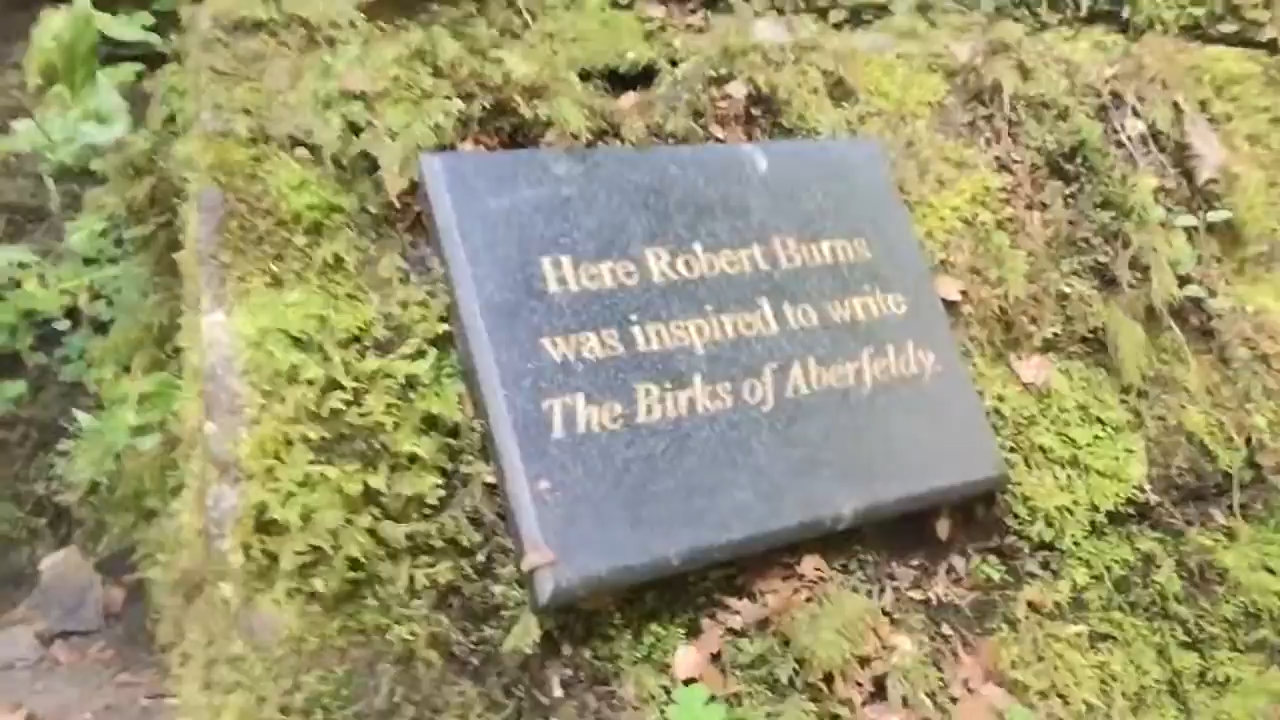 Here Robert Burns
was inspired to write
The Birks of Aberfeldy.